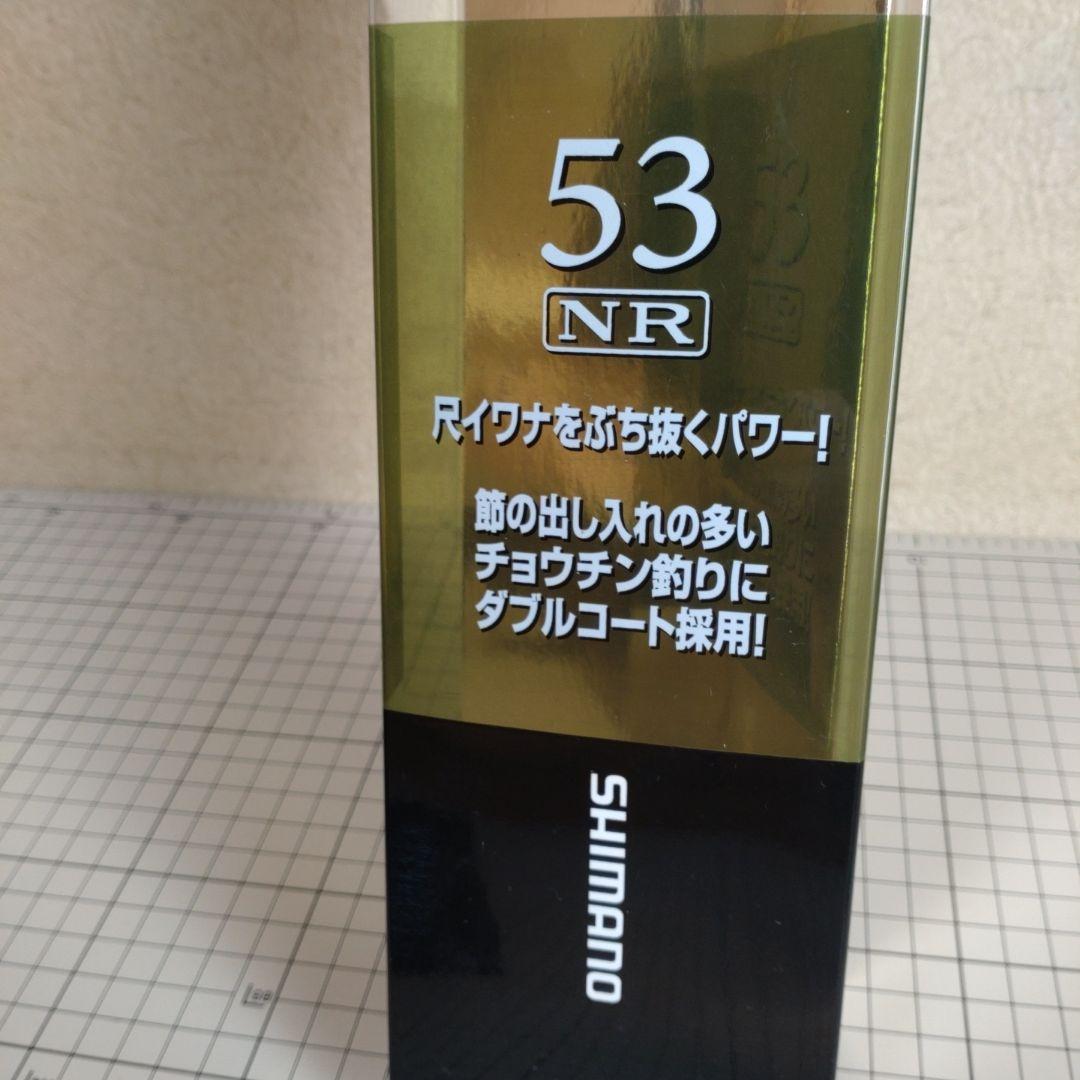 53
NR
尺イワナをぶち抜くパワー!
節の出し入れの多い
チョウチン釣りに
ダブルコート採用!
SHIMANO